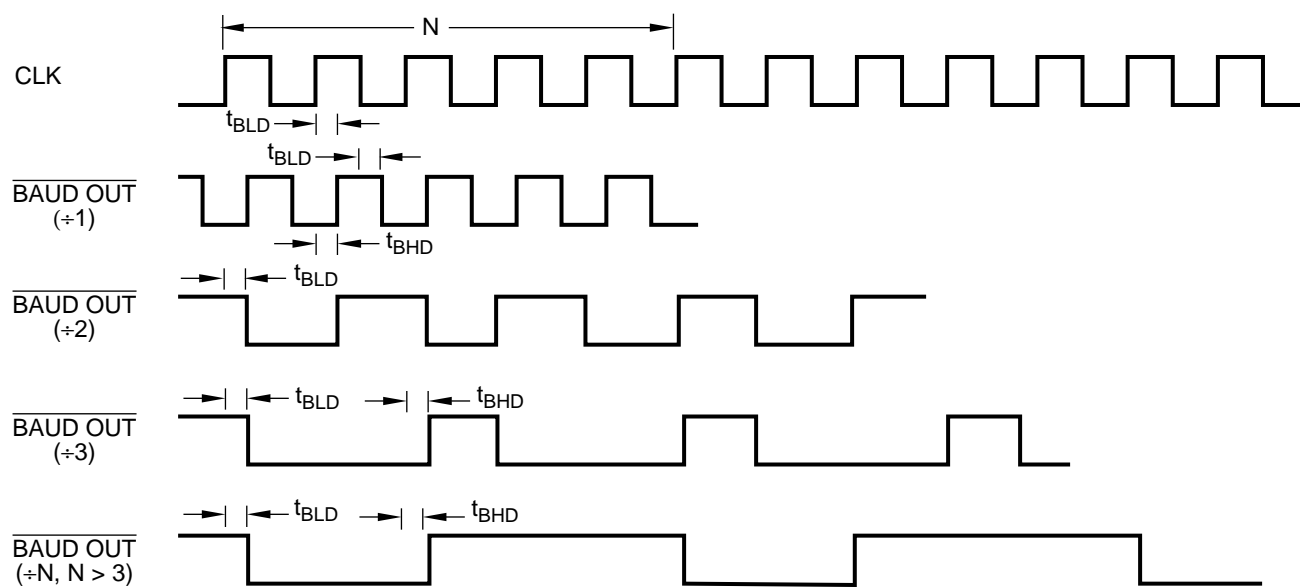 N
CLK
tBLD
tBLD
BAUD OUT
(÷1)
tBHD
tBLD
BAUD OUT
(÷2)
tBLD
tBHD
BAUD OUT
(÷3)
tBLD
tBHD
BAUD OUT
(÷N, N > 3)